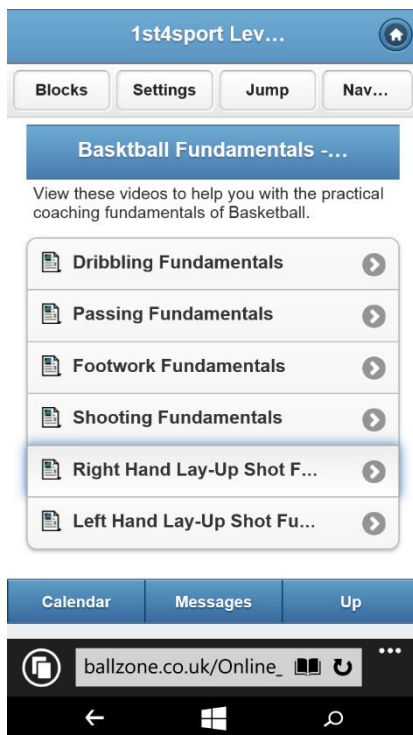 1st4sport Lev...
Blocks Settings Jump Nav...
Basktball Fundamentals -...
View these videos to help you with the practical
coaching fundamentals of Basketball.
Dribbling Fundamentals
Passing Fundamentals
Footwork Fundamentals
Shooting Fundamentals
Right Hand Lay-Up Shot F...
Left Hand Lay-Up Shot Fu...
Calendar Messages Up
ballzone.co.uk/Online_